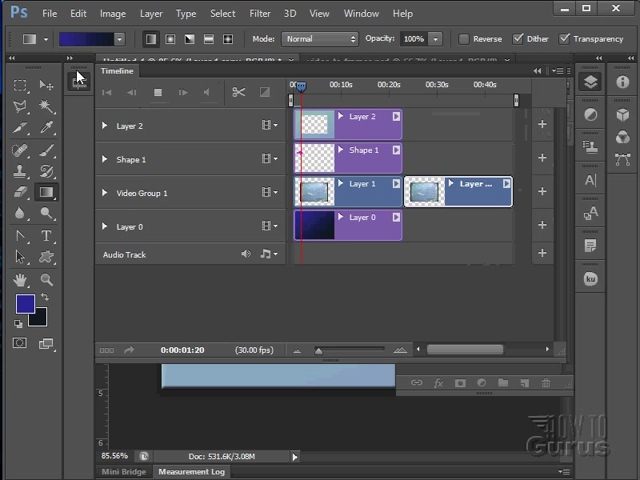 Ps File Edit Image Layer Type Select Filter 3D View Window Help
Mode: Normal Opacity: 100% Reverse Dither Transparency
Timeline
00:10s 00:20s 00:30s 00:40s
Layer 2 Layer 2
Shape 1 Shape 1
Video Group 1 Layer 1 Layer ...
Layer 0 Layer 0
Audio Track
0:00:01:20 (30.00 fps)
85.56% Doc: 531.6K/3.08M
Mini Bridge Measurement Log
HOW TO
Gurus